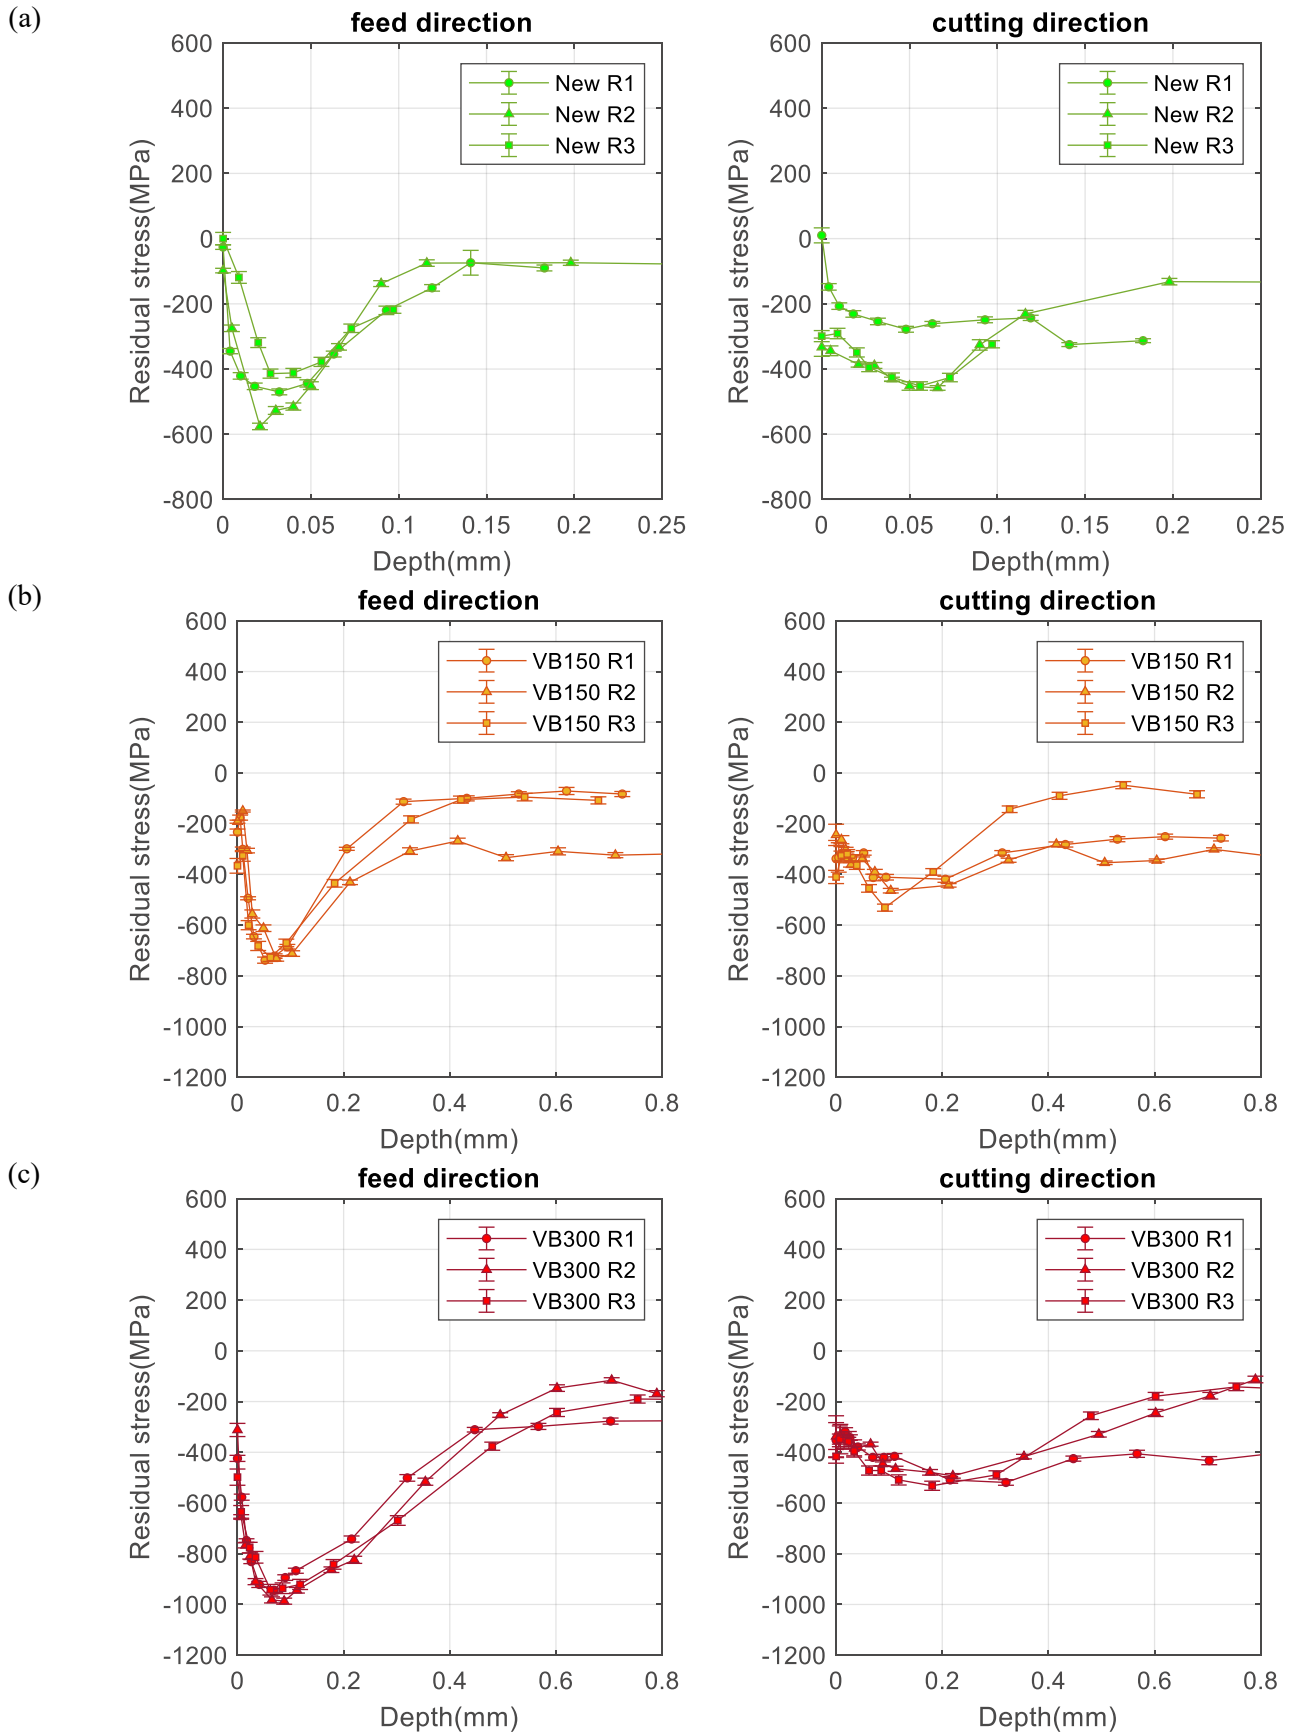 (a)
feed direction
cutting direction
600
400
200
0
-200
-400
-600
-800
Residual stress(MPa)
New R1
New R2
New R3
0 0.05 0.1 0.15 0.2 0.25
Depth(mm)
600
400
200
0
-200
-400
-600
-800
Residual stress(MPa)
New R1
New R2
New R3
0 0.05 0.1 0.15 0.2 0.25
Depth(mm)
(b)
feed direction
cutting direction
600
400
200
0
-200
-400
-600
-800
-1000
-1200
Residual stress(MPa)
VB150 R1
VB150 R2
VB150 R3
0 0.2 0.4 0.6 0.8
Depth(mm)
600
400
200
0
-200
-400
-600
-800
-1000
-1200
Residual stress(MPa)
VB150 R1
VB150 R2
VB150 R3
0 0.2 0.4 0.6 0.8
Depth(mm)
(c)
feed direction
cutting direction
600
400
200
0
-200
-400
-600
-800
-1000
-1200
Residual stress(MPa)
VB300 R1
VB300 R2
VB300 R3
0 0.2 0.4 0.6 0.8
Depth(mm)
600
400
200
0
-200
-400
-600
-800
-1000
-1200
Residual stress(MPa)
VB300 R1
VB300 R2
VB300 R3
0 0.2 0.4 0.6 0.8
Depth(mm)